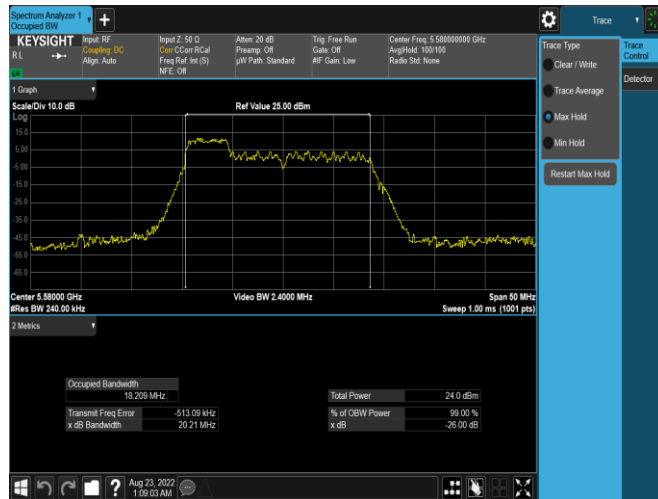 Spectrum Analyzer 1
Occupied BW
Trace
KEYSIGHT
RL
Input: RF
Coupling: DC
Align: Auto
Input Z: 50 Ω
Corr CCorr RCal
Freq Ref: Int (S)
NFE: Off
Atten: 20 dB
Preamp: Off
µW Path: Standard
Trig: Free Run
Gate: Off
#IF Gain: Low
Center Freq: 5.580000000 GHz
Avg|Hold: 100/100
Radio Std: None
Trace Type
Clear / Write
Trace Average
Max Hold
Min Hold
Restart Max Hold
Trace
Control
Detector
1 Graph
Scale/Div 10.0 dB
Ref Value 25.00 dBm
Log
15.0
5.00
-5.00
-15.0
-25.0
-35.0
-45.0
-55.0
-65.0
Center 5.58000 GHz
Video BW 2.4000 MHz
Span 50 MHz
#Res BW 240.00 kHz
Sweep 1.00 ms (1001 pts)
2 Metrics
Occupied Bandwidth
18.209 MHz
Total Power 24.0 dBm
Transmit Freq Error -513.09 kHz
% of OBW Power 99.00 %
x dB Bandwidth 20.21 MHz
x dB -26.00 dB
?
Aug 23, 2022
1:09:03 AM